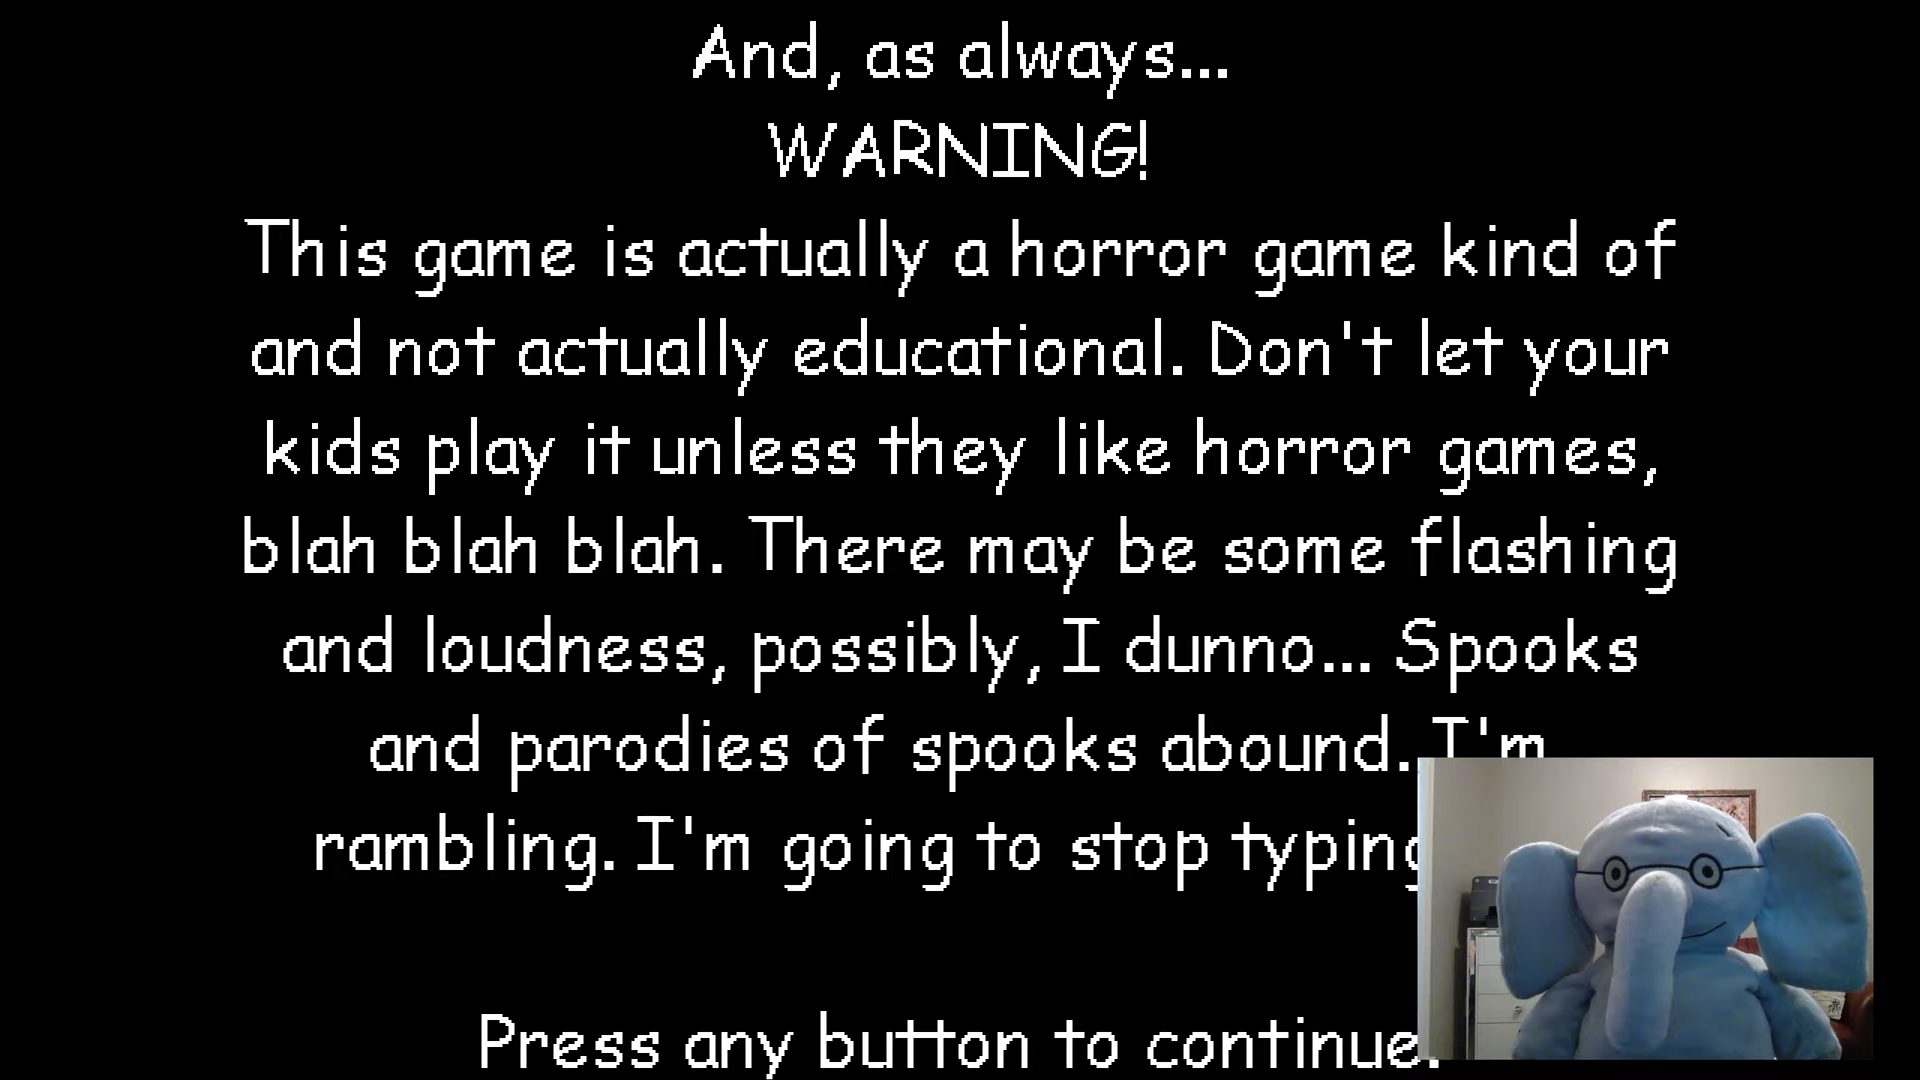 And, as always...
WARNING!
This game is actually a horror game kind of
and not actually educational. Don't let your
kids play it unless they like horror games,
blah blah blah. There may be some flashing
and loudness, possibly, I dunno... Spooks
and parodies of spooks abound. I'm
rambling. I'm going to stop typing
Press any button to continue.